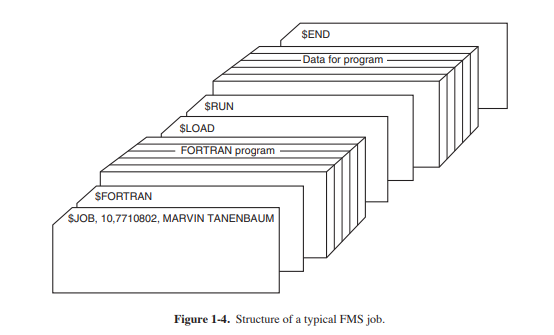 $END
Data for program
$RUN
$LOAD
FORTRAN program
$FORTRAN
$JOB, 10,7710802, MARVIN TANENBAUM
Figure 1-4. Structure of a typical FMS job.